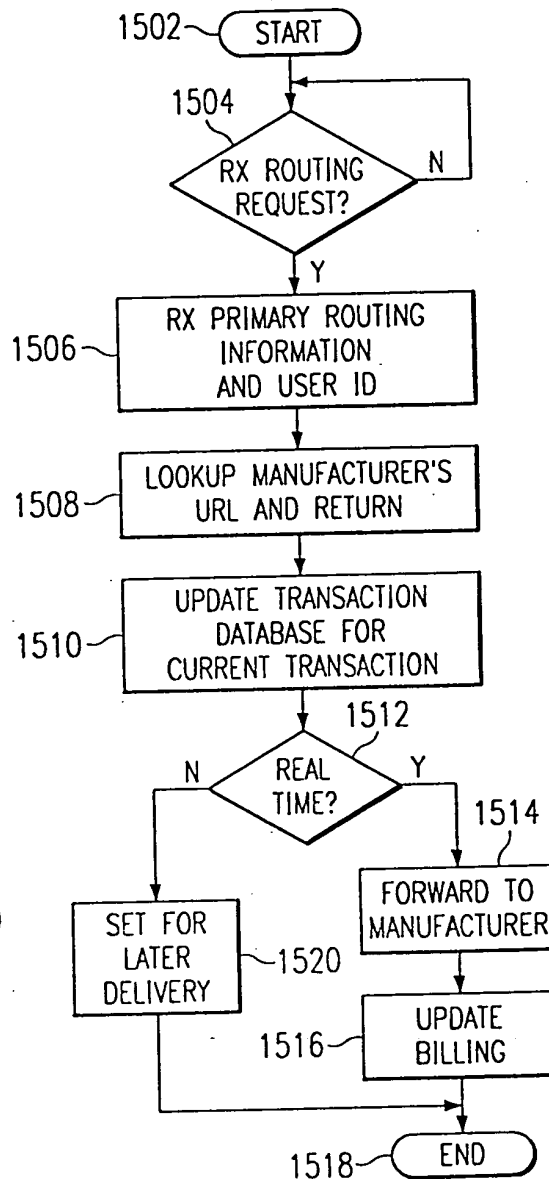 1502
START
1504
RX ROUTING
REQUEST?
N
Y
1506
RX PRIMARY ROUTING
INFORMATION
AND USER ID
1508
LOOKUP MANUFACTURER'S
URL AND RETURN
1510
UPDATE TRANSACTION
DATABASE FOR
CURRENT TRANSACTION
1512
N
REAL
TIME?
Y
1514
FORWARD TO
MANUFACTURER
SET FOR
LATER
DELIVERY
1520
1516
UPDATE
BILLING
1518
END